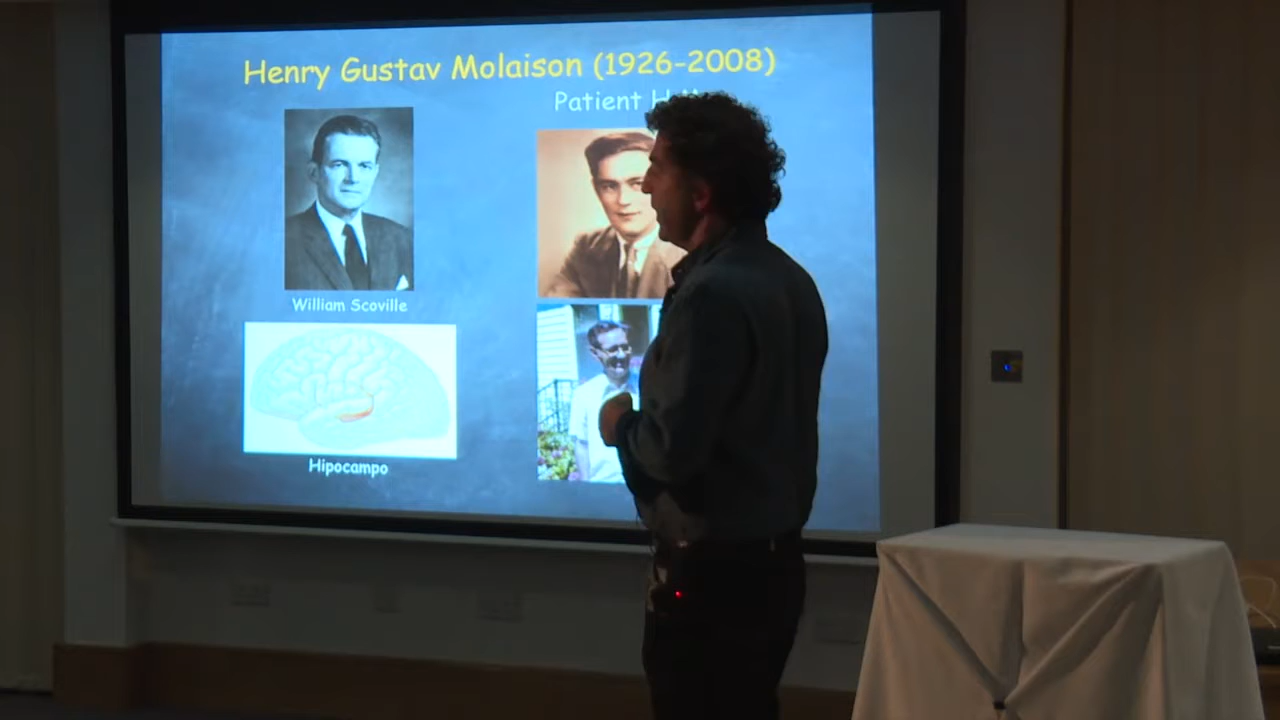 Henry Gustav Molaison (1926-2008)
Patient
William Scoville
Hipocampo